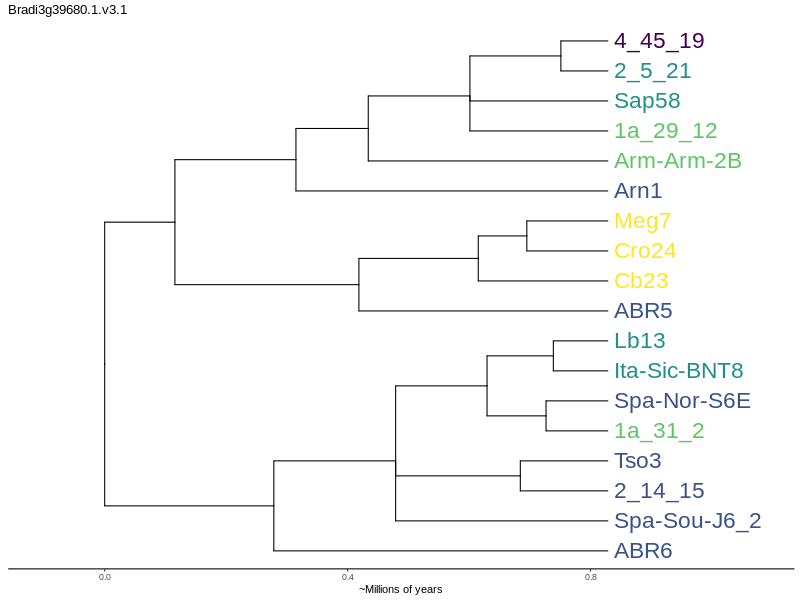 Bradi3g39680.1.v3.1
4_45_19
2_5_21
Sap58
1a_29_12
Arm-Arm-2B
Arn1
Meg7
Cro24
Cb23
ABR5
Lb13
Ita-Sic-BNT8
Spa-Nor-S6E
1a_31_2
Tso3
2_14_15
Spa-Sou-J6_2
ABR6
0.0 0.4 0.8
~Millions of years